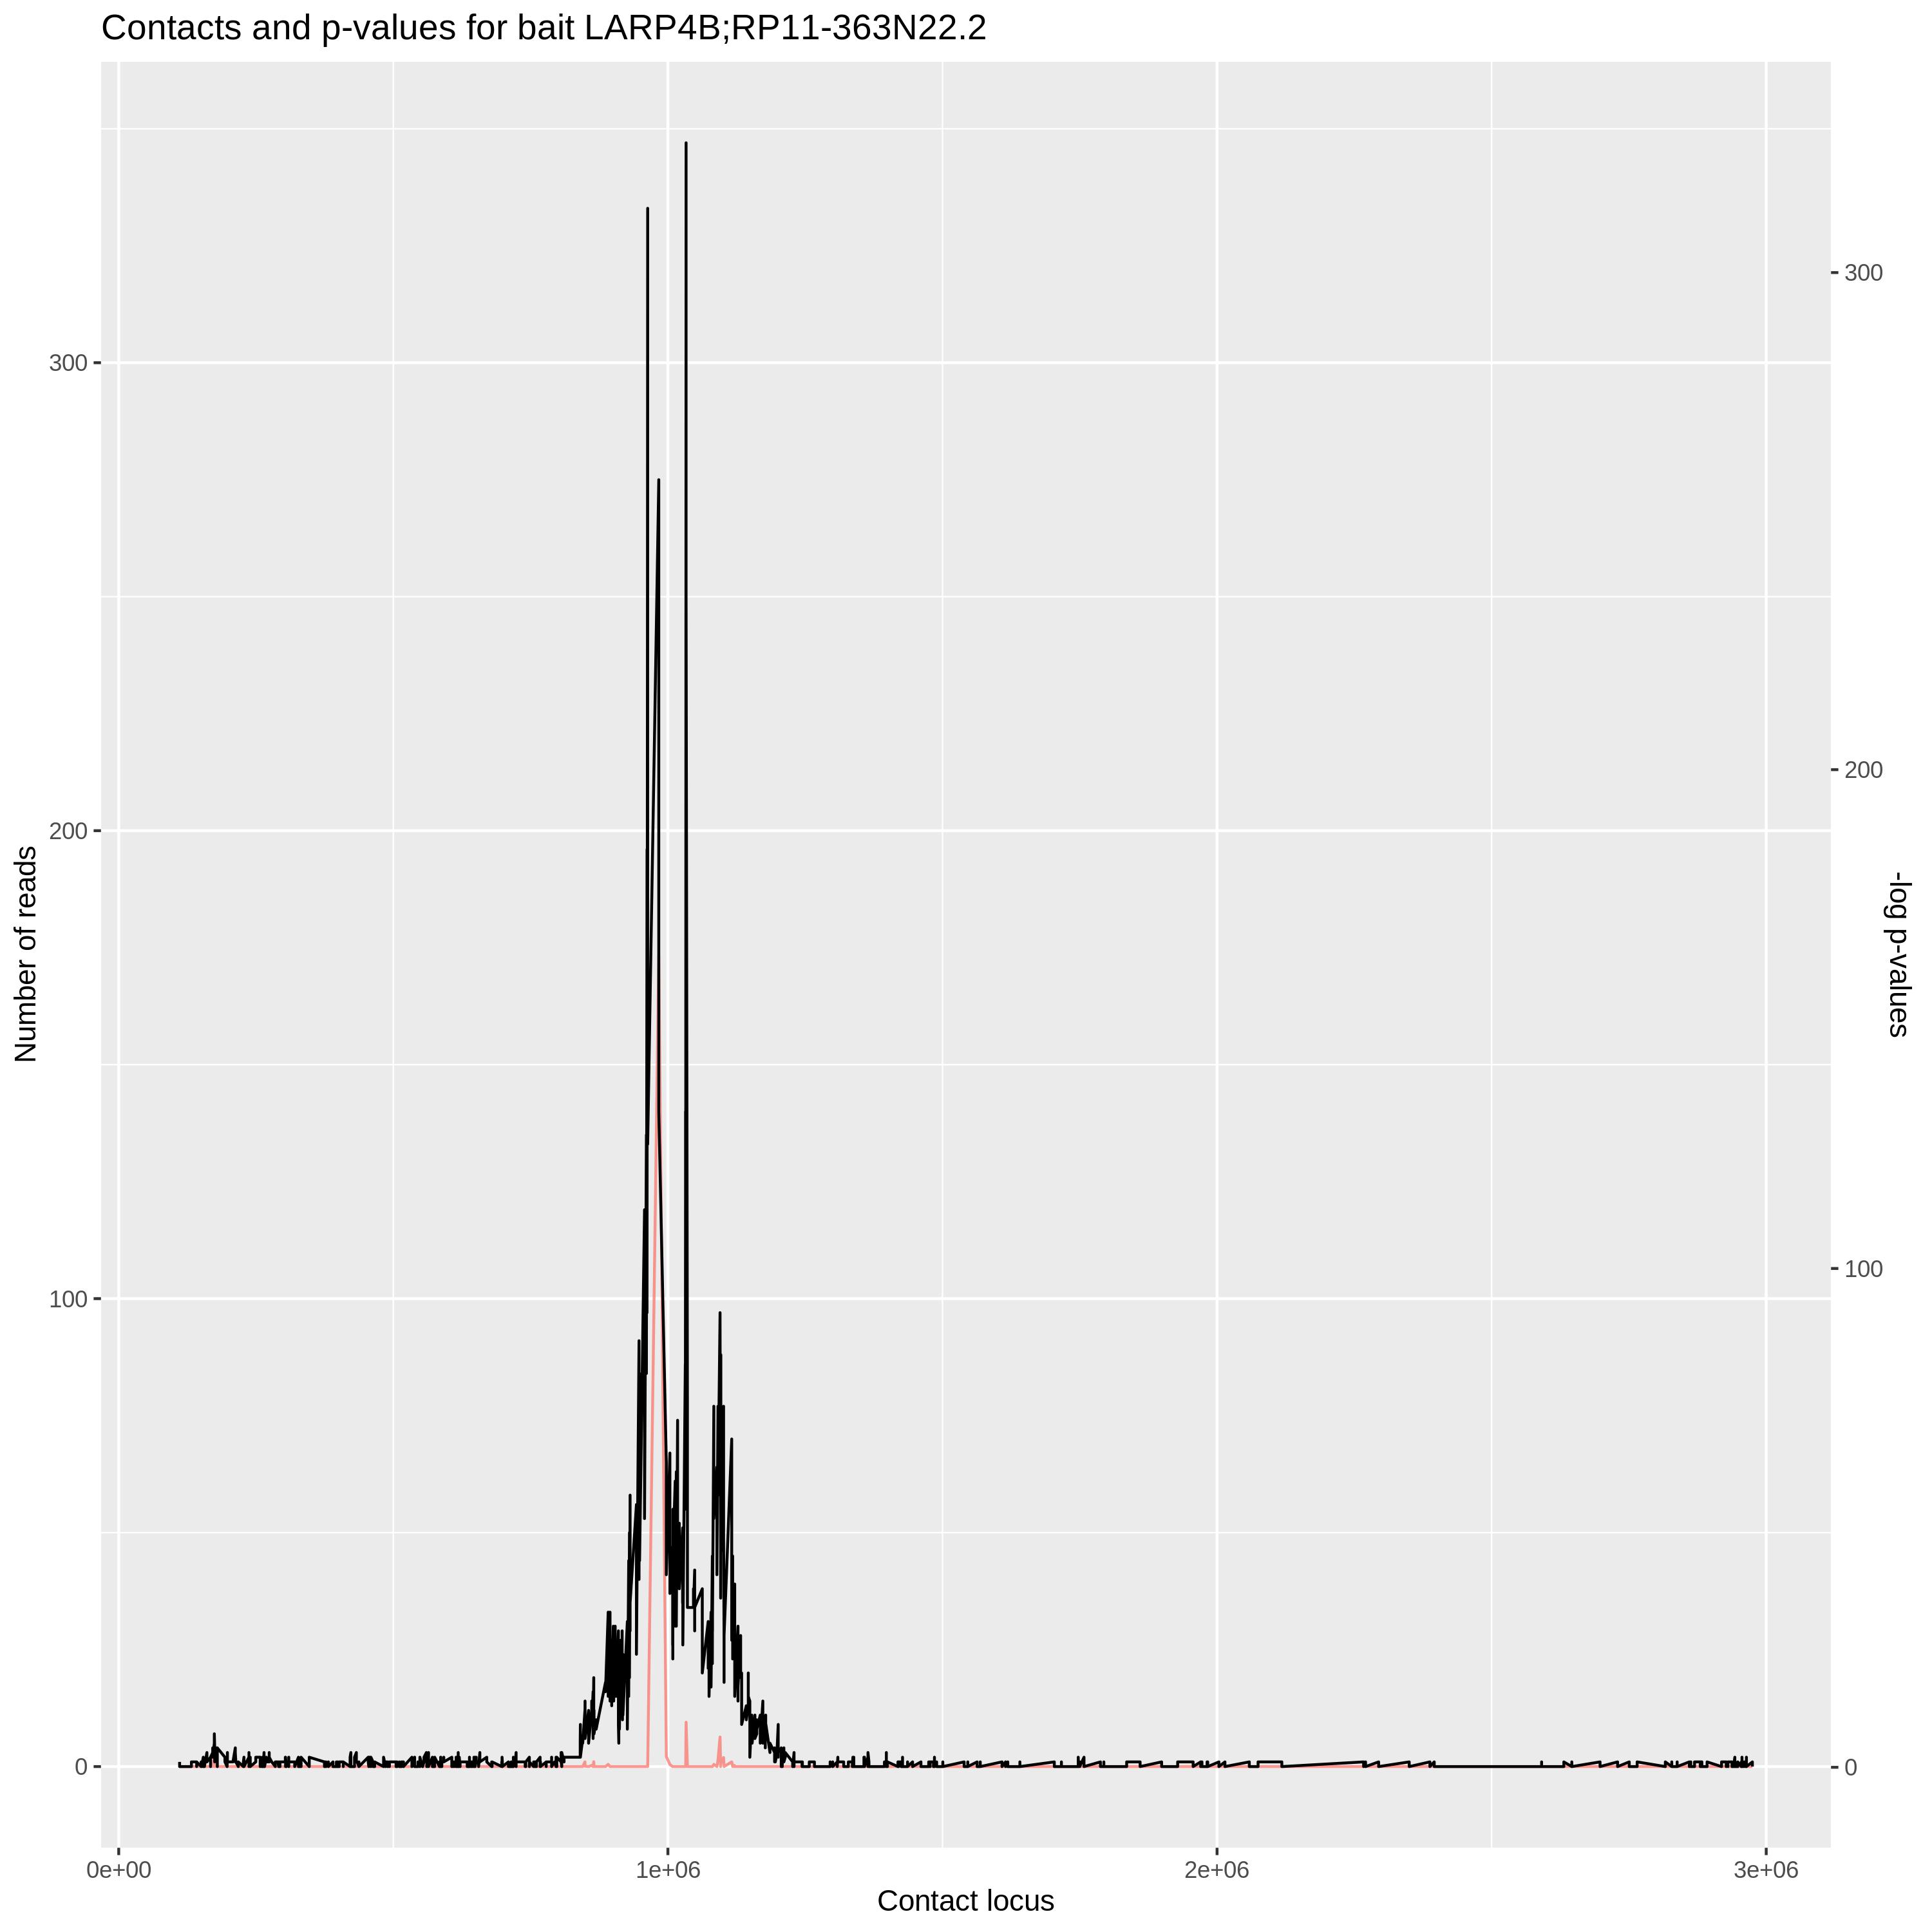 Contacts and p-values for bait LARP4B;RP11-363N22.2
300
200
100
0
Number of reads
300
200
100
0
-log p-values
0e+00
1e+06
2e+06
3e+06
Contact locus